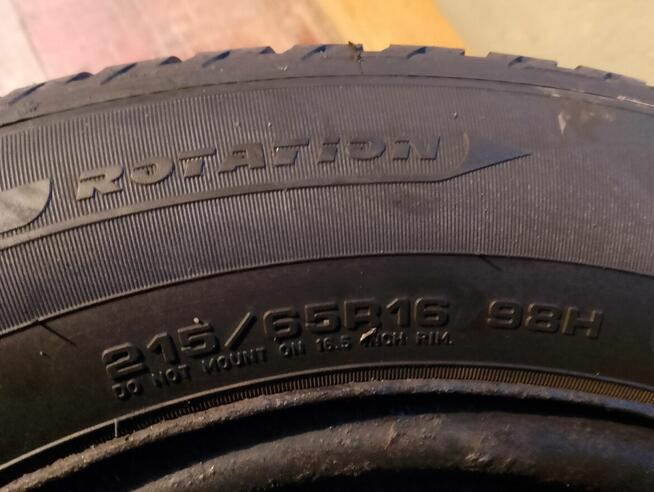 ROTATION
215/65R16 98H
DO NOT MOUNT ON 16.5 INCH RIM.